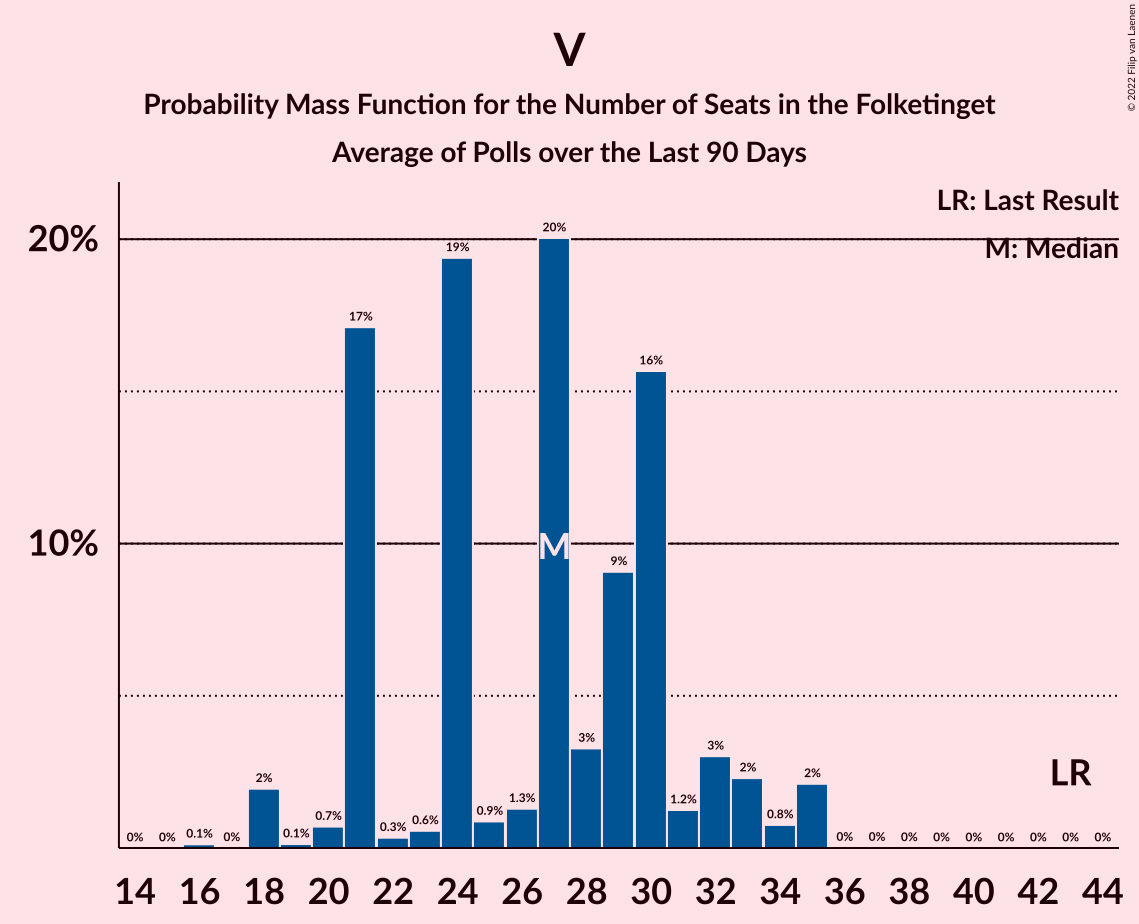 V
Probability Mass Function for the Number of Seats in the Folketinget
Average of Polls over the Last 90 Days
© 2022 Filip van Laenen
LR: Last Result
M: Median
20%
10%
0% 0% 0.1% 0% 2% 0.1% 0.7% 17% 0.3% 0.6% 19% 0.9% 1.3% 20% 3% 9% 16% 1.2% 3% 2% 0.8% 2% 0% 0% 0% 0% 0% 0% 0% 0% 0%
M
LR
14 16 18 20 22 24 26 28 30 32 34 36 38 40 42 44